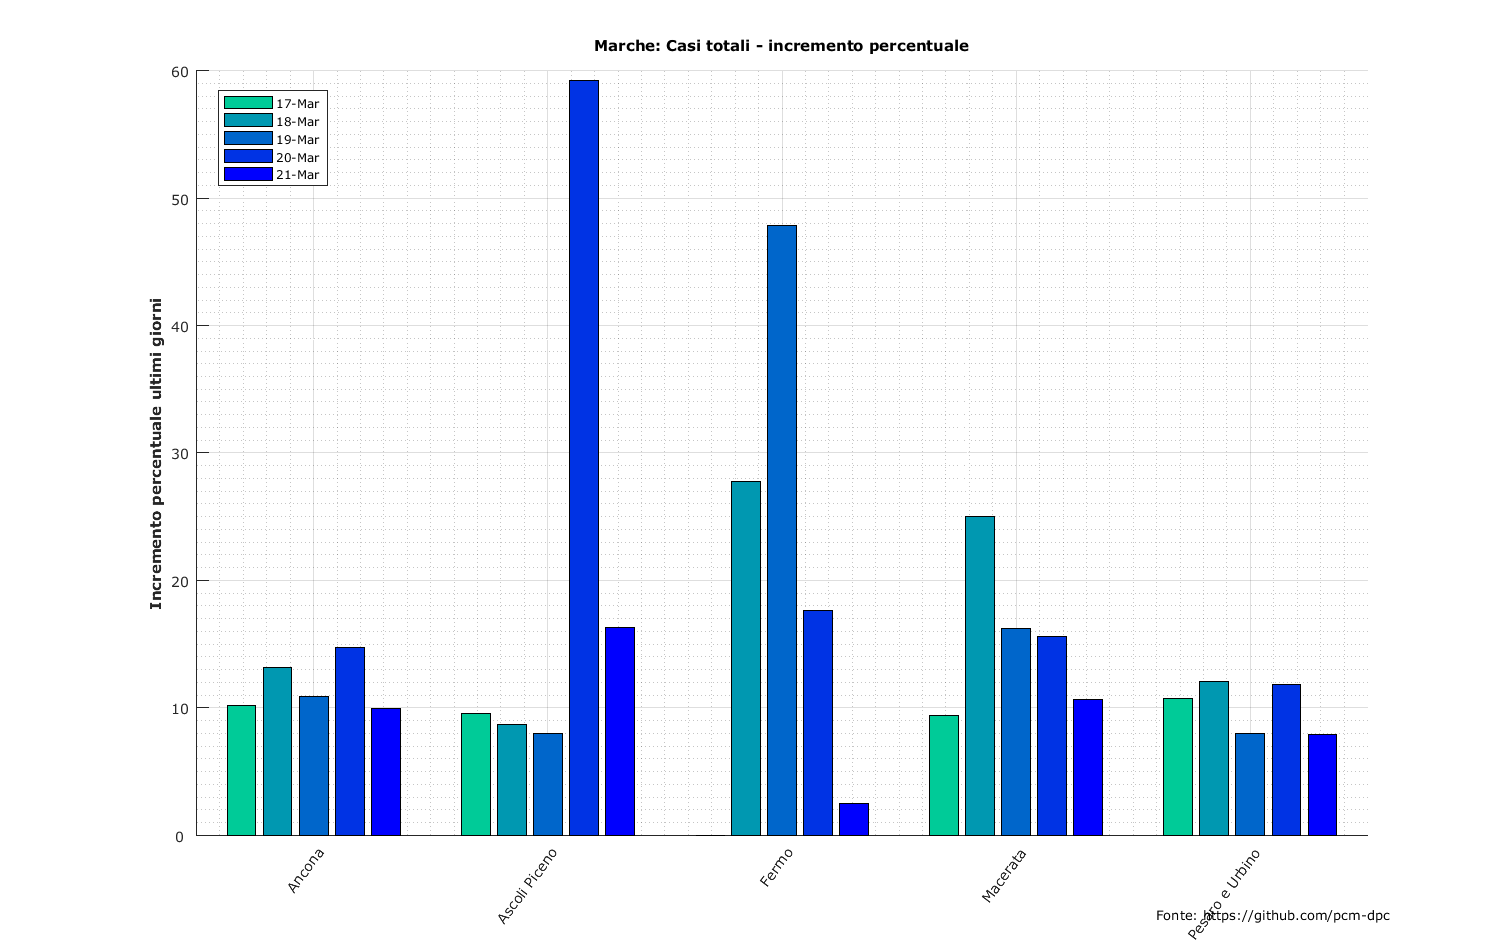 Marche: Casi totali - incremento percentuale
60
50
40
30
20
10
0
Incremento percentuale ultimi giorni
17-Mar
18-Mar
19-Mar
20-Mar
21-Mar
Ancona
Ascoli Piceno
Fermo
Macerata
Pesaro e Urbino
Fonte: https://github.com/pcm-dpc